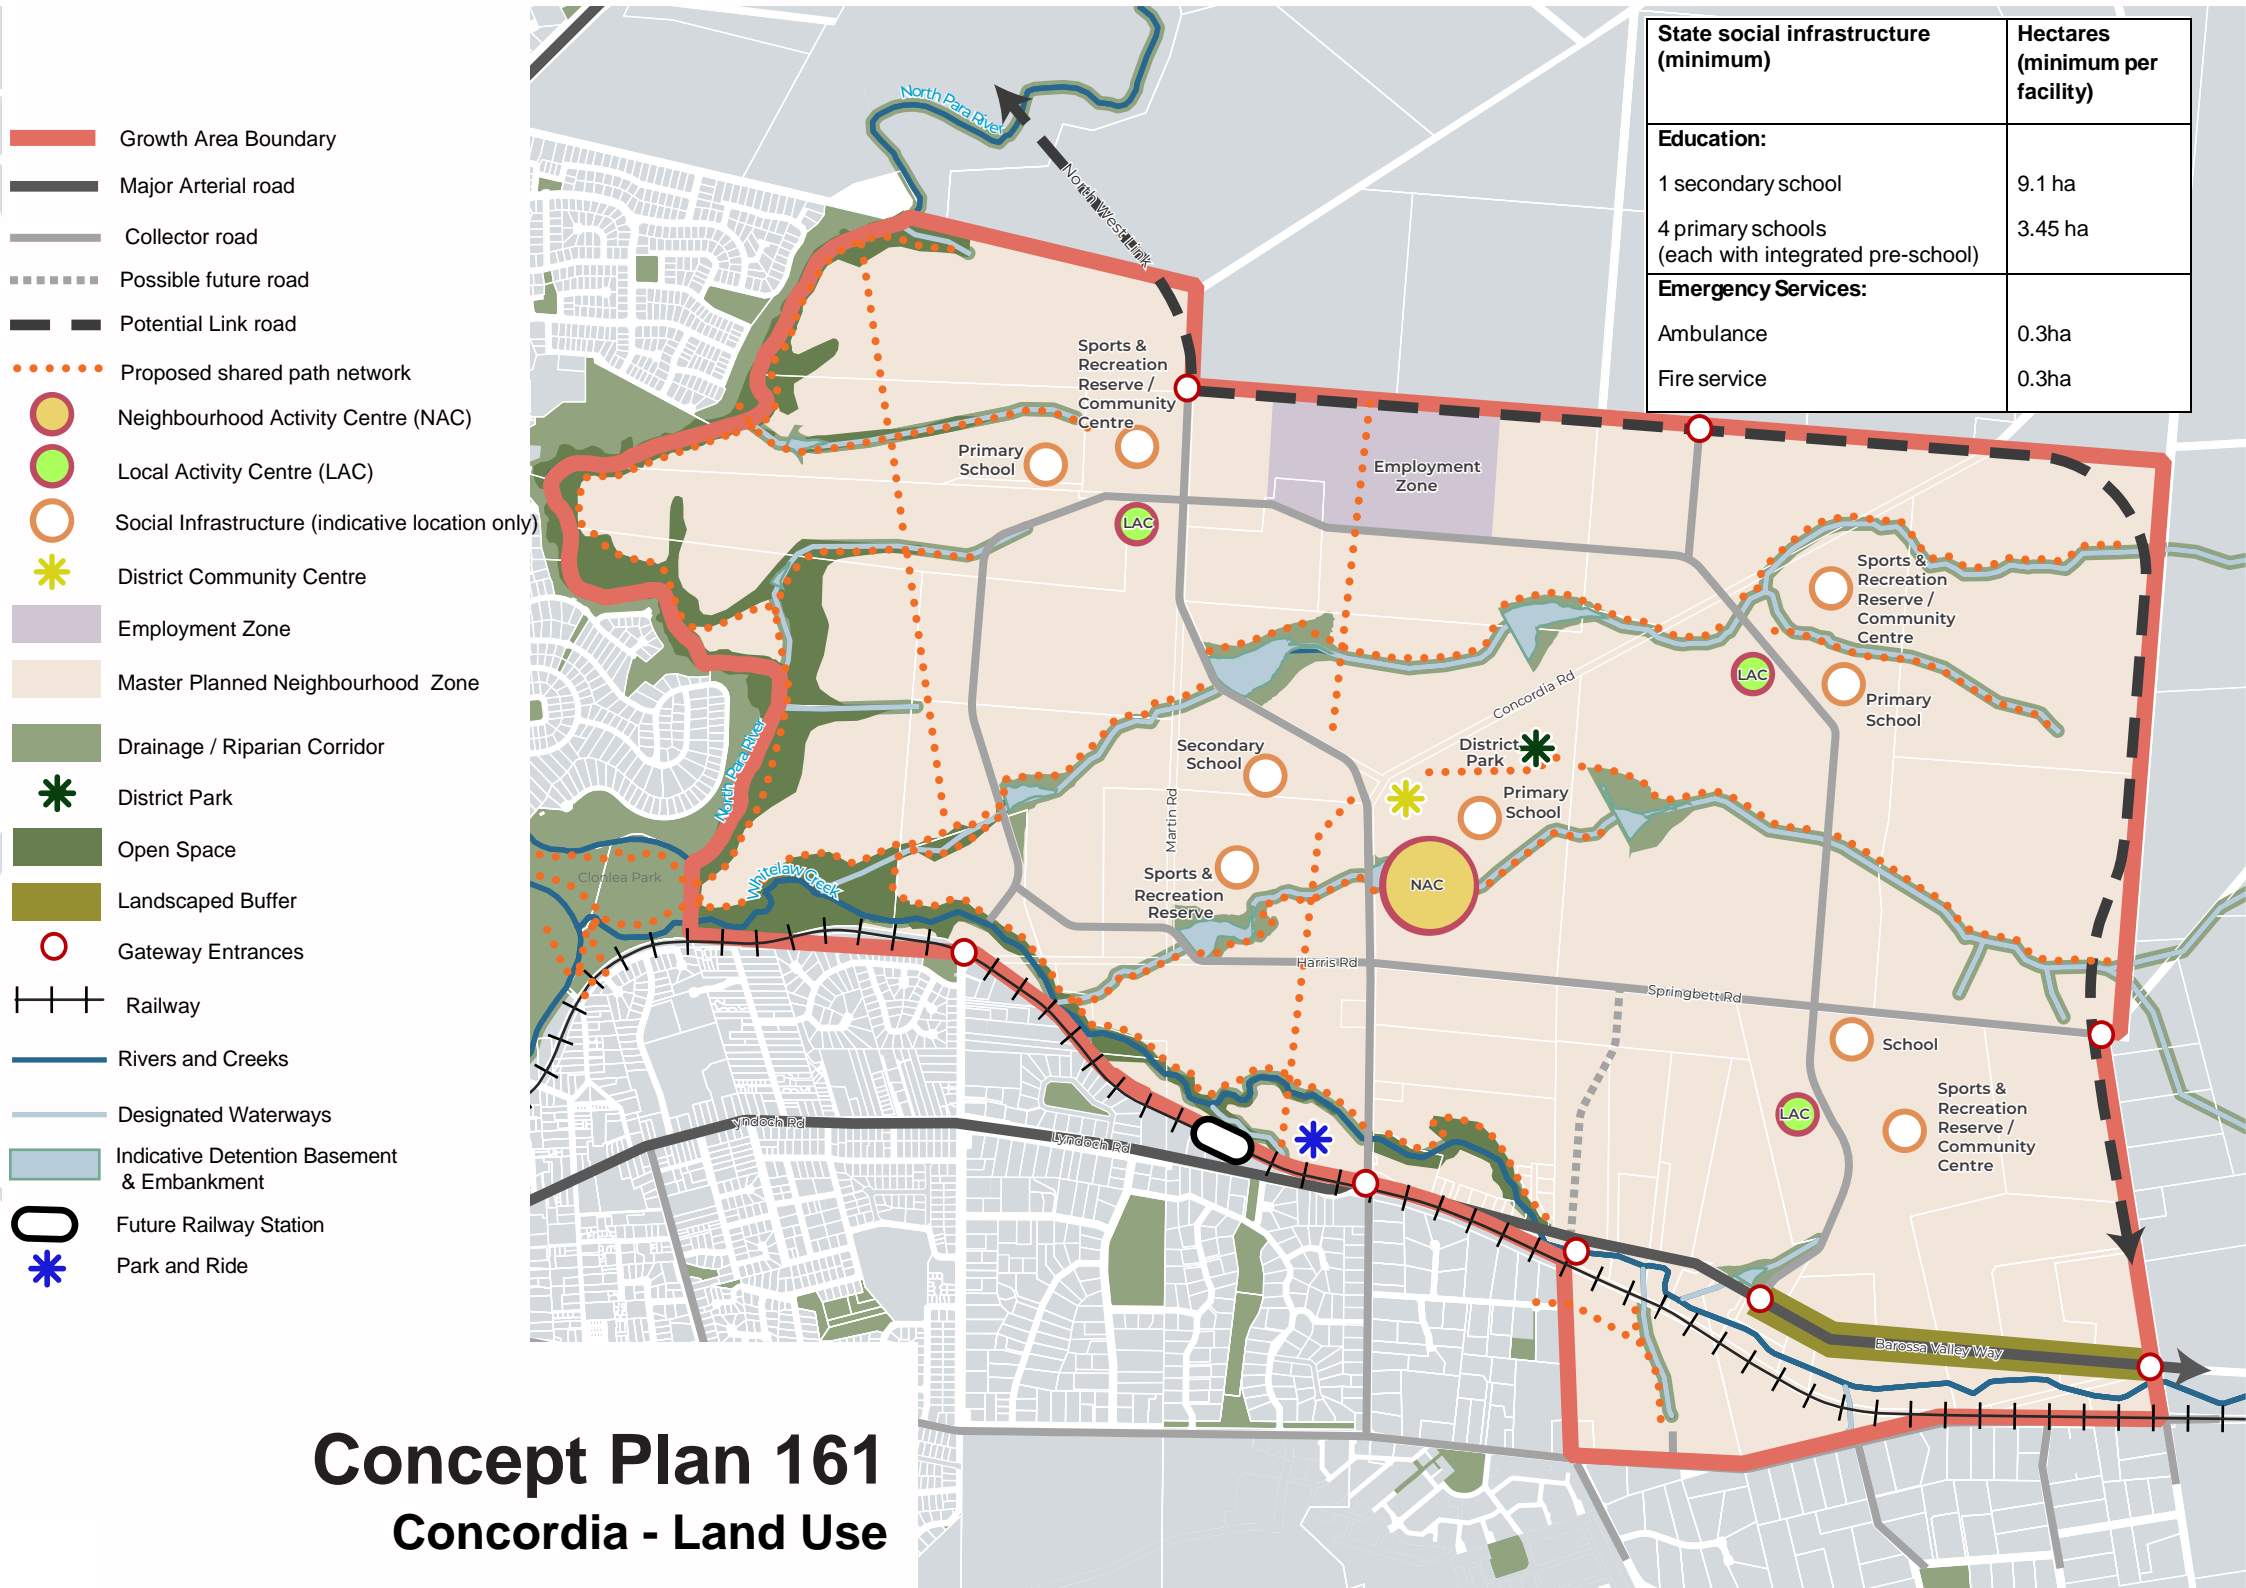 Growth Area Boundary
Major Arterial road
Collector road
Possible future road
Potential Link road
Proposed shared path network
Neighbourhood Activity Centre (NAC)
Local Activity Centre (LAC)
Social Infrastructure (indicative location only)
District Community Centre
Employment Zone
Master Planned Neighbourhood Zone
Drainage / Riparian Corridor
District Park
Open Space
Landscaped Buffer
Gateway Entrances
Railway
Rivers and Creeks
Designated Waterways
Indicative Detention Basement
& Embankment
Future Railway Station
Park and Ride
State social infrastructure
(minimum)
Hectares
(minimum per
facility)
Education:
1 secondary school
9.1 ha
4 primary schools
(each with integrated pre-school)
3.45 ha
Emergency Services:
Ambulance
0.3ha
Fire service
0.3ha
North Para River
North West Link
Sports &
Recreation
Reserve /
Community
Centre
Primary
School
LAC
Employment
Zone
Sports &
Recreation
Reserve /
Community
Centre
LAC
Primary
School
Concordia Rd
North Para River
Secondary
School
District
Park
Primary
School
Martin Rd
Clonlea Park
Whitelaw Creek
Sports &
Recreation
Reserve
NAC
Harris Rd
Springbett Rd
School
LAC
Sports &
Recreation
Reserve /
Community
Centre
yndoch Rd
Lyndoch Rd
Barossa Valley Way
Concept Plan 161
Concordia - Land Use